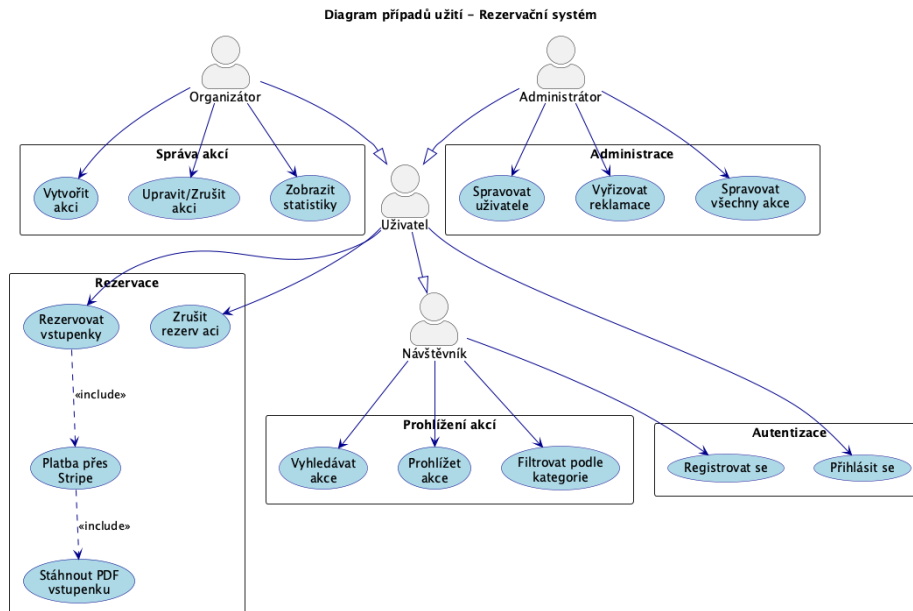 Diagram případů užití – Rezervační systém
Organizátor
Administrátor
Správa akcí
Vytvořit
akci
Upravit/Zrušit
akci
Zobrazit
statistiky
Uživatel
Administrace
Spravovat
uživatele
Vyřizovat
reklamace
Spravovat
všechny akce
Rezervace
Rezervovat
vstupenky
Zrušit
rezerv aci
«include»
Platba přes
Stripe
«include»
Stáhnout PDF
vstupenku
Návštěvník
Prohlížení akcí
Vyhledávat
akce
Prohlížet
akce
Filtrovat podle
kategorie
Autentizace
Registrovat se
Přihlásit se